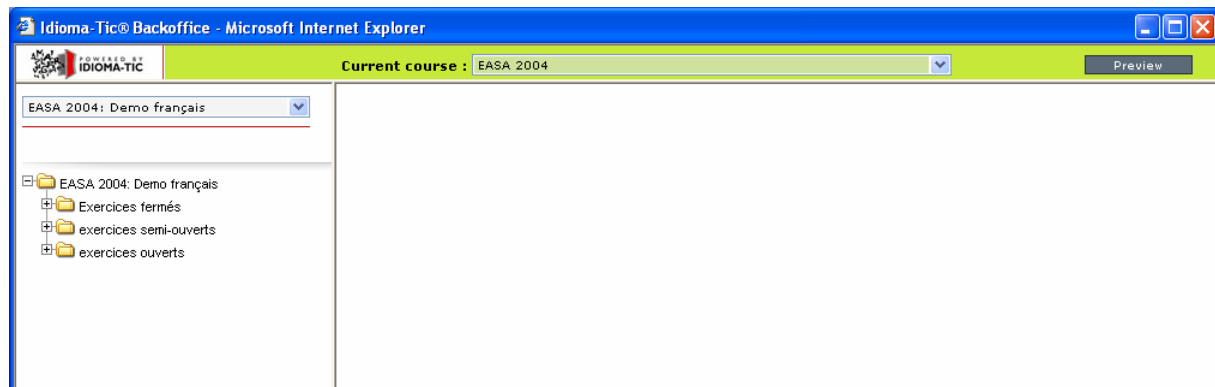 Idioma-Tic® Backoffice - Microsoft Internet Explorer
POWERED BY
IDIOMA-TIC
Current course : EASA 2004
Preview
EASA 2004: Demo français
EASA 2004: Demo français
Exercices fermés
exercices semi-ouverts
exercices ouverts